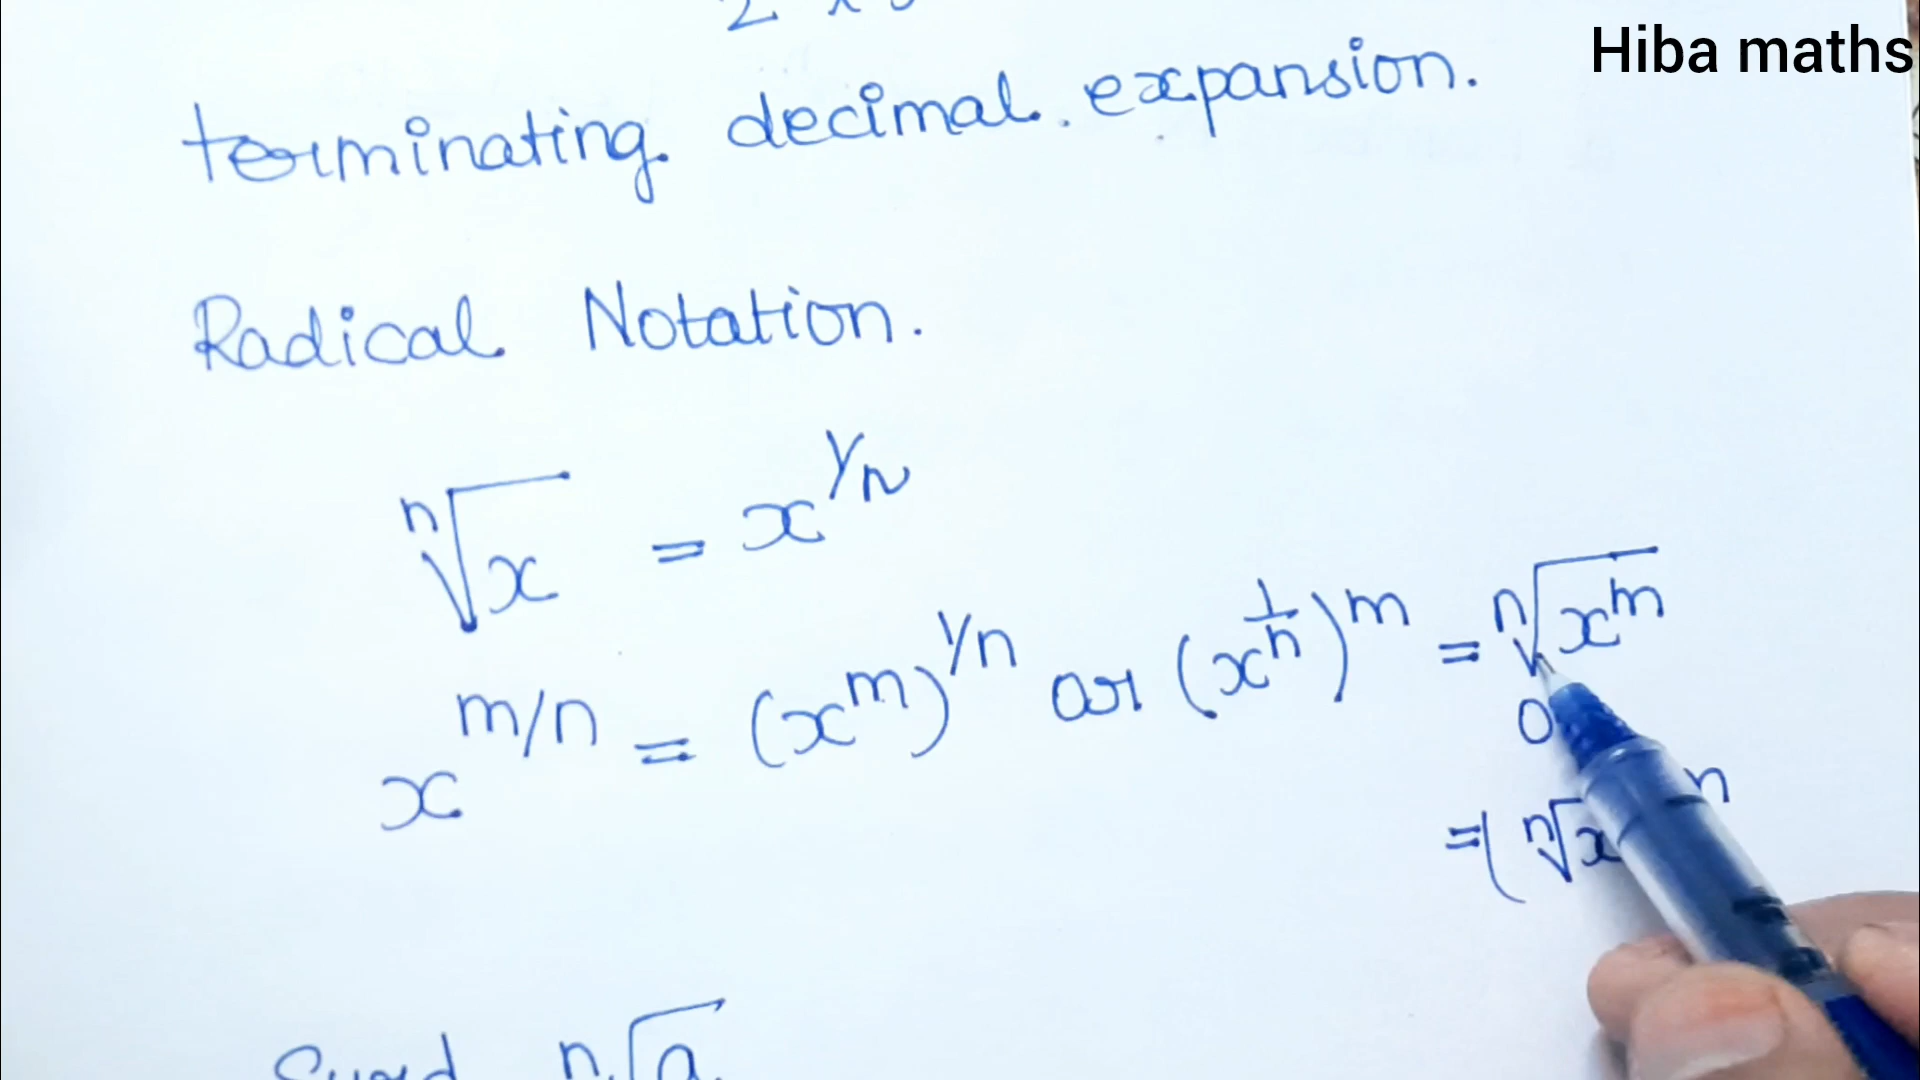 Hiba maths
terminating decimal expansion.
Radical Notation.
ⁿ√x = x^1/n
x^m/n = (x^m)^1/n or (x^1/n)^m = ⁿ√x^m
= (ⁿ√x
Surd ⁿ√a